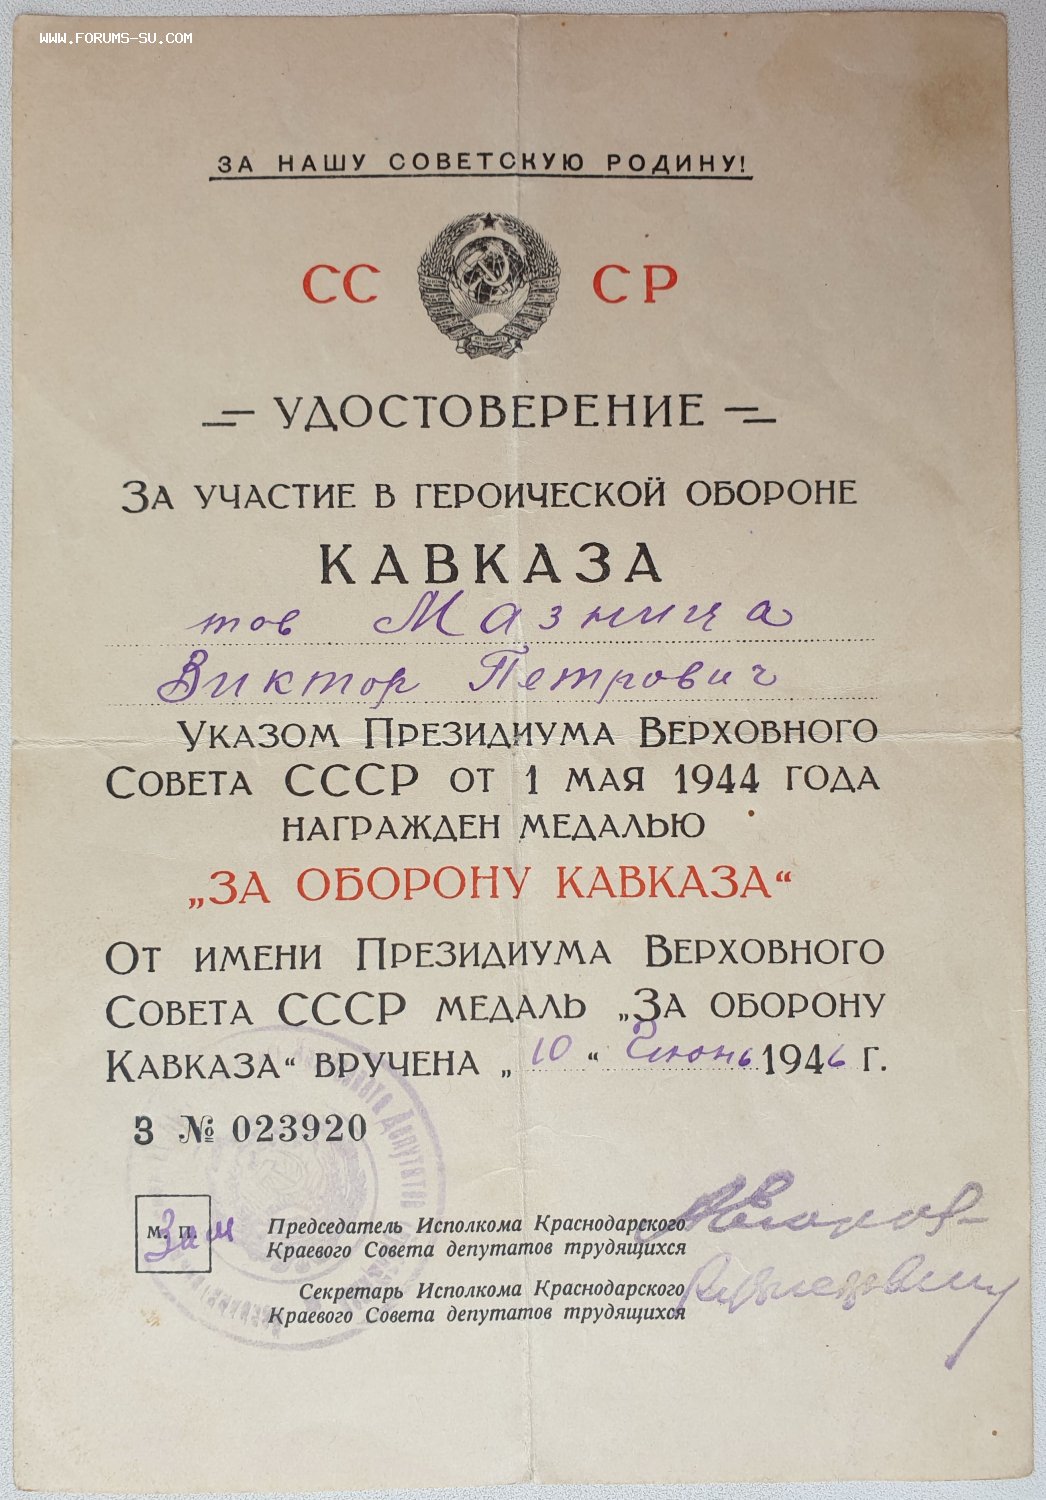 WWW.FORUMS-SU.COM
ЗА НАШУ СОВЕТСКУЮ РОДИНУ!
СС СР
УДОСТОВЕРЕНИЕ
ЗА УЧАСТИЕ В ГЕРОИЧЕСКОЙ ОБОРОНЕ
КАВКАЗА
тов Мазница
Виктор Петрович
УКАЗОМ ПРЕЗИДИУМА ВЕРХОВНОГО
СОВЕТА СССР ОТ 1 МАЯ 1944 ГОДА
НАГРАЖДЕН МЕДАЛЬЮ
„ЗА ОБОРОНУ КАВКАЗА“
ОТ ИМЕНИ ПРЕЗИДИУМА ВЕРХОВНОГО
СОВЕТА СССР МЕДАЛЬ „ЗА ОБОРОНУ
КАВКАЗА“ ВРУЧЕНА „10“ Июнь 1946 Г.
З № 023920
М. П.
Зам Председатель Исполкома Краснодарского
Краевого Совета депутатов трудящихся
Секретарь Исполкома Краснодарского
Краевого Совета депутатов трудящихся